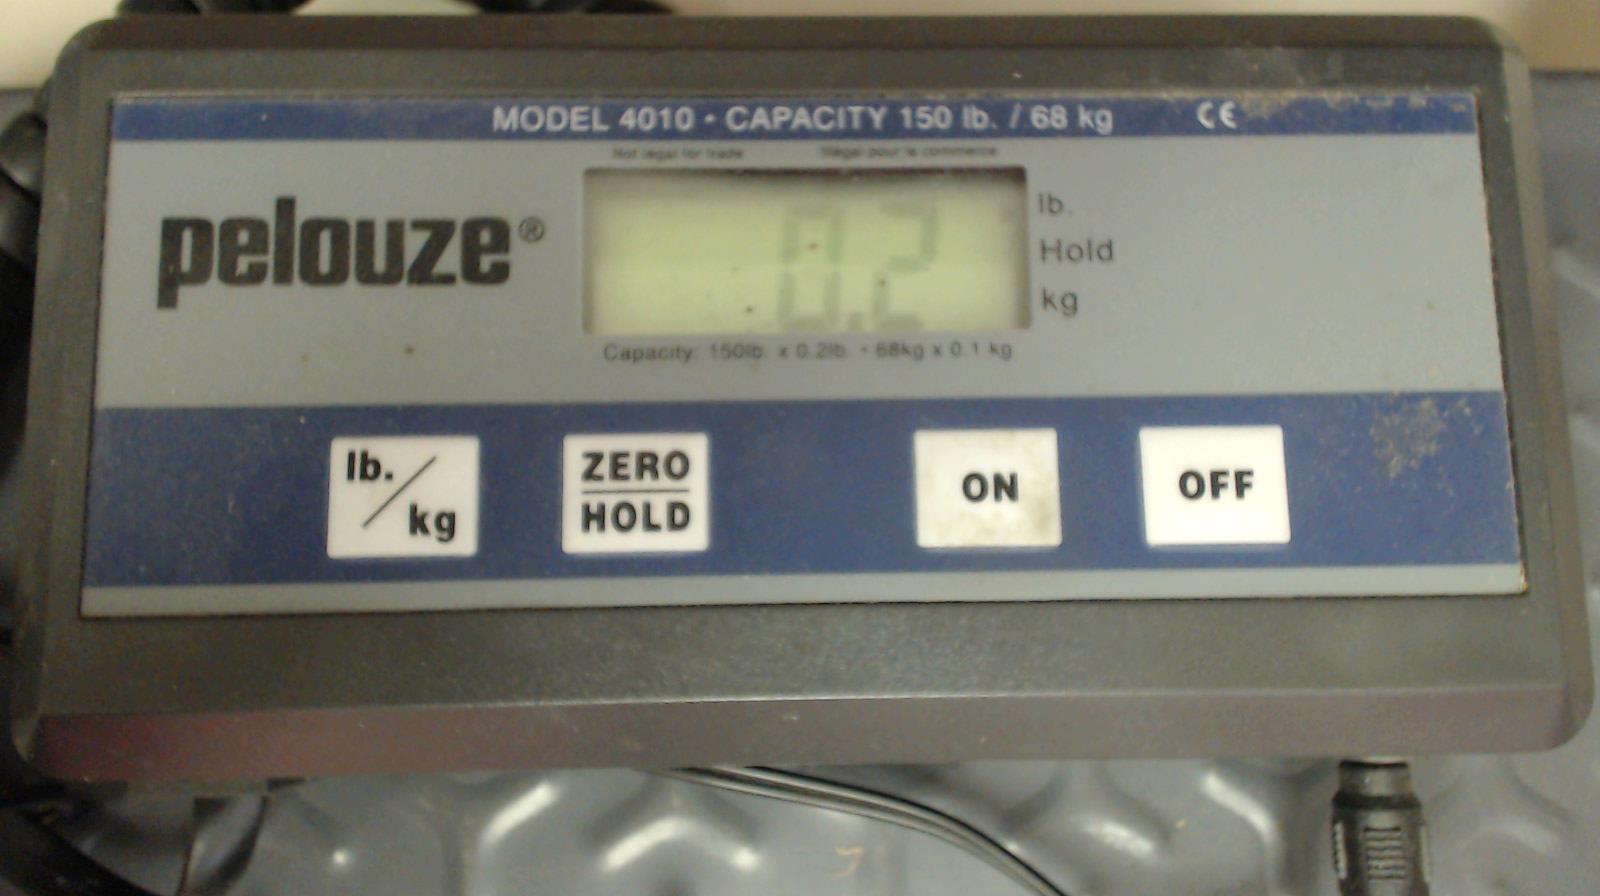 MODEL 4010 • CAPACITY 150 lb. / 68 kg CE
Not legal for trade Illégal pour le commerce
pelouze®
0.2
lb.
Hold
kg
Capacity: 150lb. x 0.2lb. - 68kg x 0.1 kg
lb./kg
ZERO
HOLD
ON
OFF